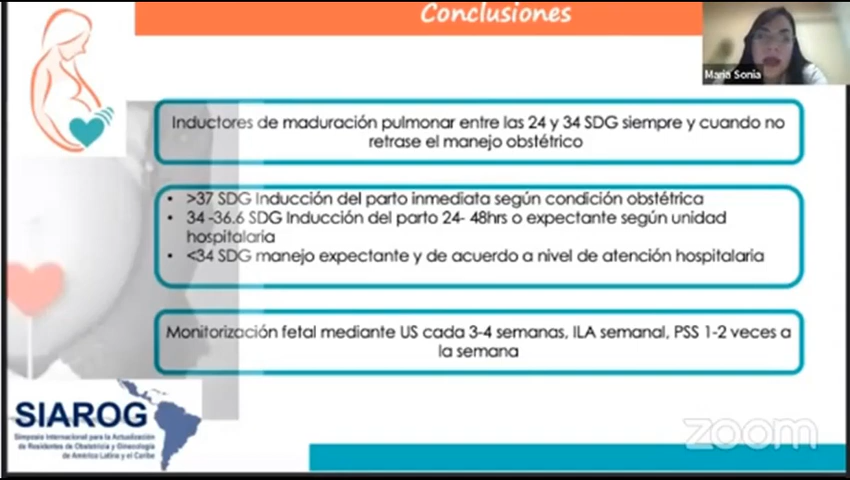 Conclusiones
Maria Sonia
Inductores de maduración pulmonar entre las 24 y 34 SDG siempre y cuando no
retrase el manejo obstétrico
• >37 SDG Inducción del parto inmediata según condición obstétrica
• 34 -36.6 SDG Inducción del parto 24- 48hrs o expectante según unidad
hospitalaria
• <34 SDG manejo expectante y de acuerdo a nivel de atención hospitalaria
Monitorización fetal mediante US cada 3-4 semanas, ILA semanal, PSS 1-2 veces a
la semana
SIAROG
Simposio Internacional para la Actualización
de Residentes de Obstetricia y Ginecología
de América Latina y el Caribe
zoom